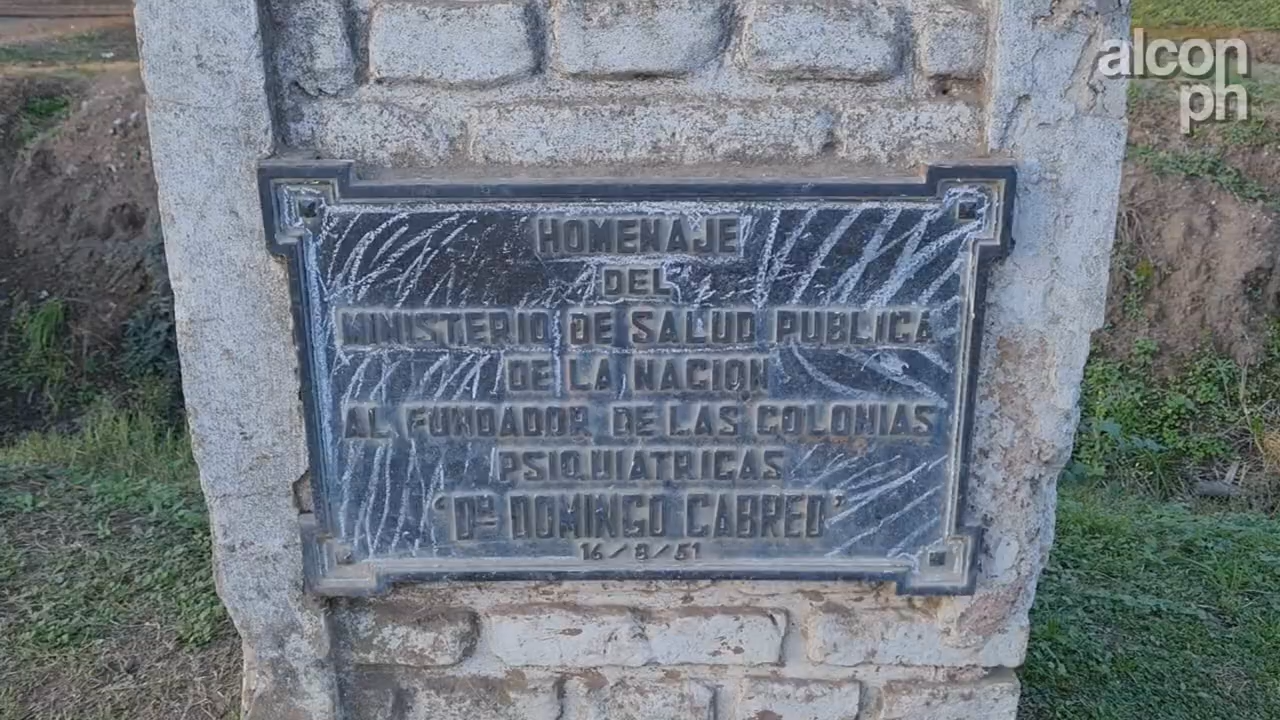 alcon
ph
HOMENAJE
DEL
MINISTERIO DE SALUD PUBLICA
DE LA NACION
AL FUNDADOR DE LAS COLONIAS
PSIQUIATRICAS
"Dr DOMINGO CABRED"
16/8/51